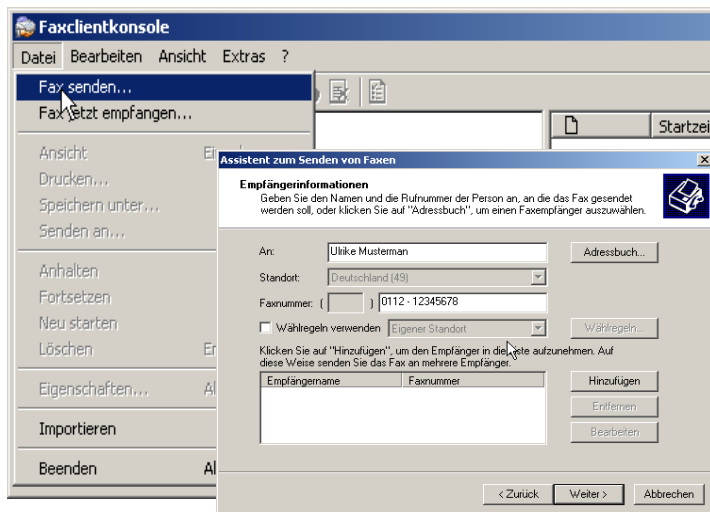 Faxclientkonsole
Datei Bearbeiten Ansicht Extras ?
Fax senden...
Fax jetzt empfangen...
Startzei
Ansicht
Drucken...
Speichern unter...
Senden an...
Anhalten
Fortsetzen
Neu starten
Löschen
Eigenschaften...
Importieren
Beenden
Assistent zum Senden von Faxen
Empfängerinformationen
Geben Sie den Namen und die Rufnummer der Person an, an die das Fax gesendet
werden soll, oder klicken Sie auf "Adressbuch", um einen Faxempfänger auszuwählen.
An: Ulrike Musterman Adressbuch...
Standort: Deutschland (49)
Faxnummer: ( ) 0112 - 12345678
Wählregeln verwenden Eigener Standort Wählregeln...
Klicken Sie auf "Hinzufügen", um den Empfänger in die Liste aufzunehmen. Auf
diese Weise senden Sie das Fax an mehrere Empfänger.
Empfängername Faxnummer Hinzufügen
Entfernen
Bearbeiten
< Zurück Weiter > Abbrechen